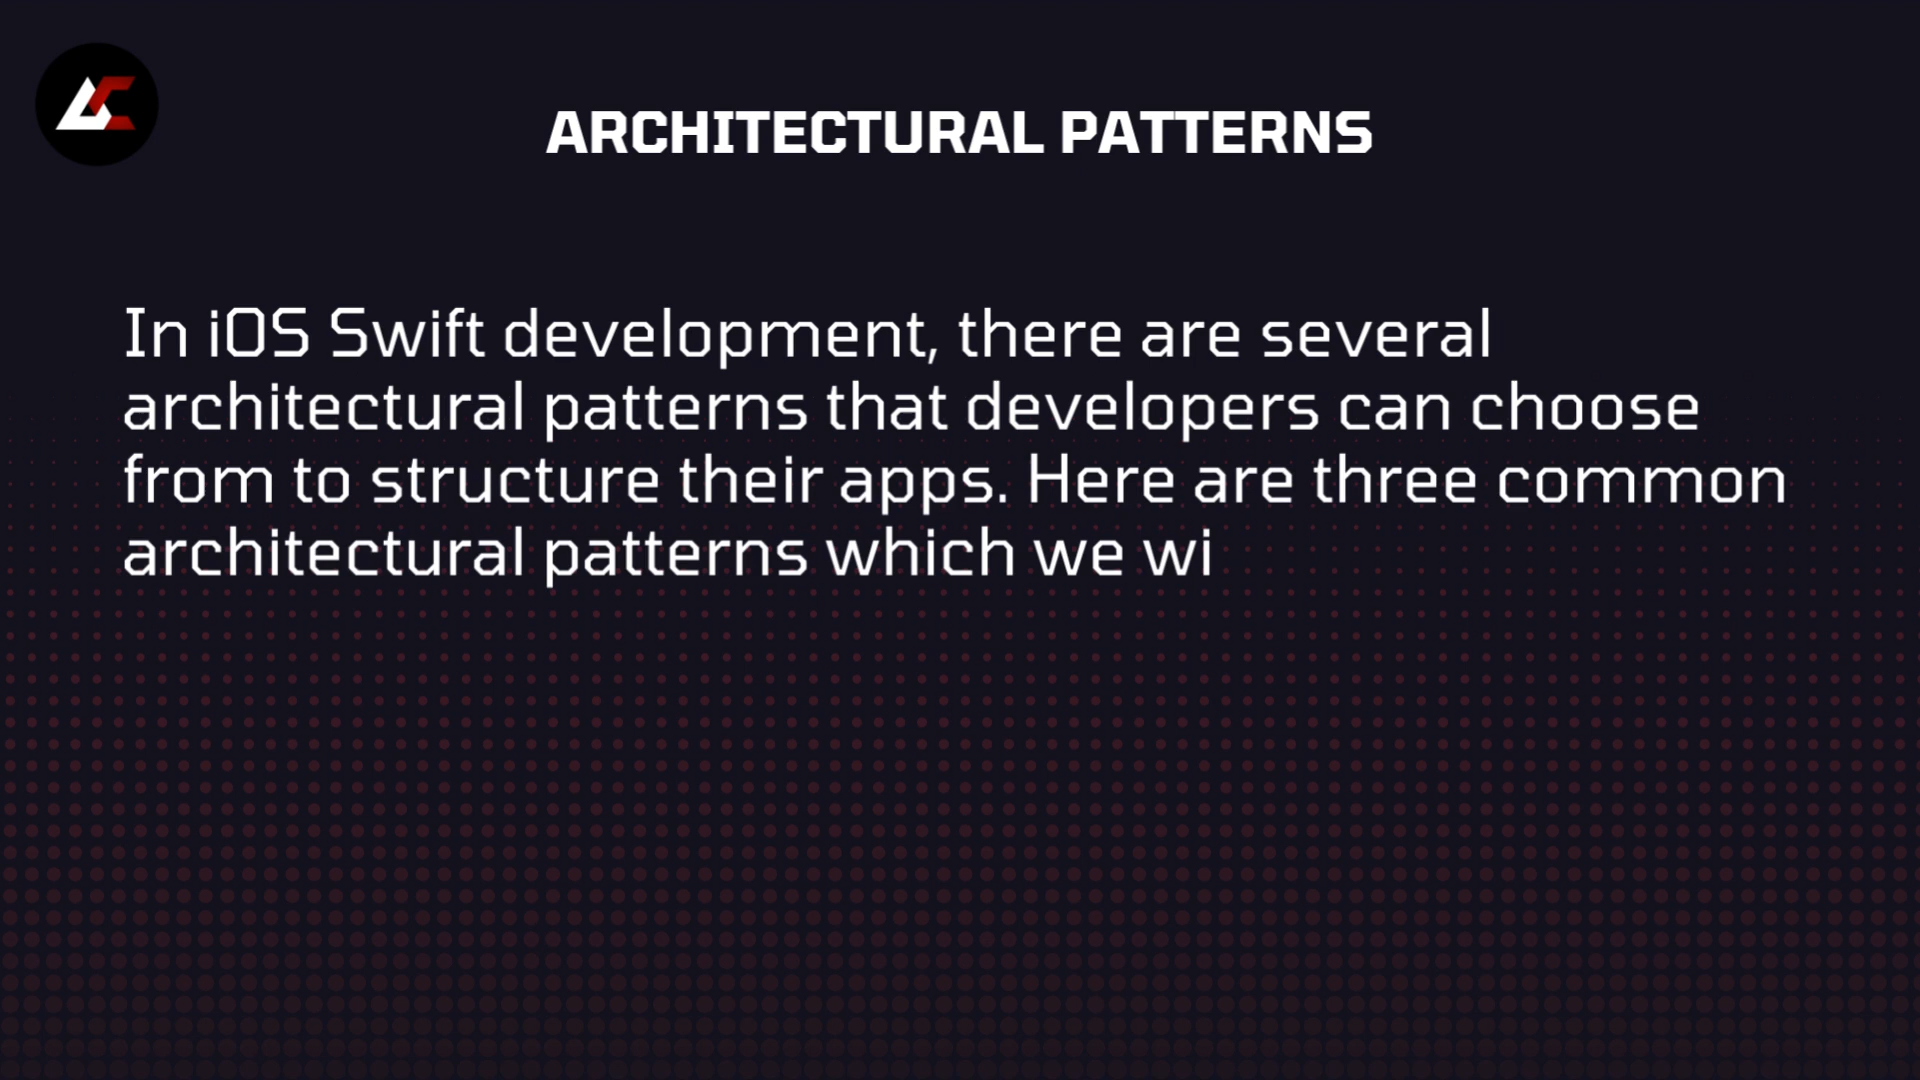 ARCHITECTURAL PATTERNS
In iOS Swift development, there are several
architectural patterns that developers can choose
from to structure their apps. Here are three common
architectural patterns which we wi